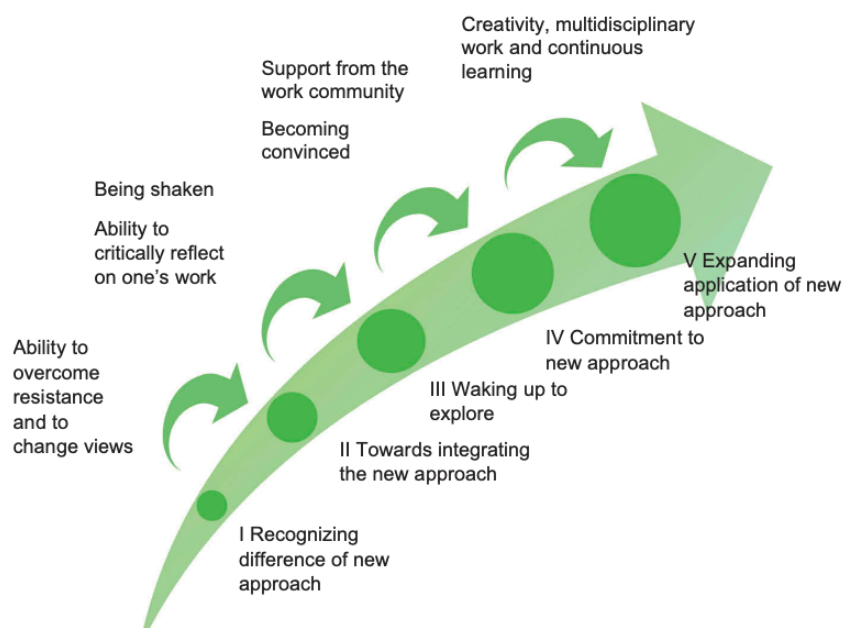 Creativity, multidisciplinary
work and continuous
learning
Support from the
work community
Becoming
convinced
Being shaken
Ability to
critically reflect
on one’s work
Ability to
overcome
resistance
and to
change views
V Expanding
application of new
approach
IV Commitment to
new approach
III Waking up to
explore
II Towards integrating
the new approach
I Recognizing
difference of new
approach